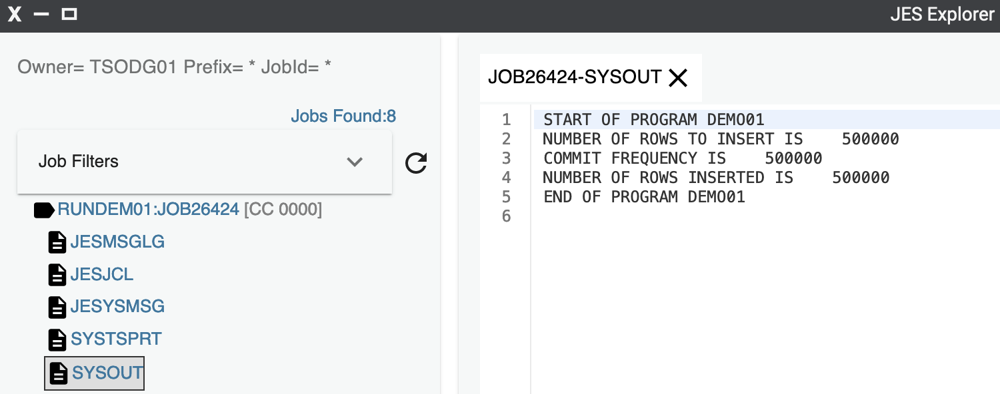 X
JES Explorer
Owner= TSODG01 Prefix= * JobId= *
Jobs Found:8
Job Filters
RUNDEM01:JOB26424 [CC 0000]
JESMSGLG
JESJCL
JESYSMSG
SYSTSPRT
SYSOUT
JOB26424-SYSOUT
1 START OF PROGRAM DEMO01
2 NUMBER OF ROWS TO INSERT IS    500000
3 COMMIT FREQUENCY IS    500000
4 NUMBER OF ROWS INSERTED IS    500000
5 END OF PROGRAM DEMO01
6